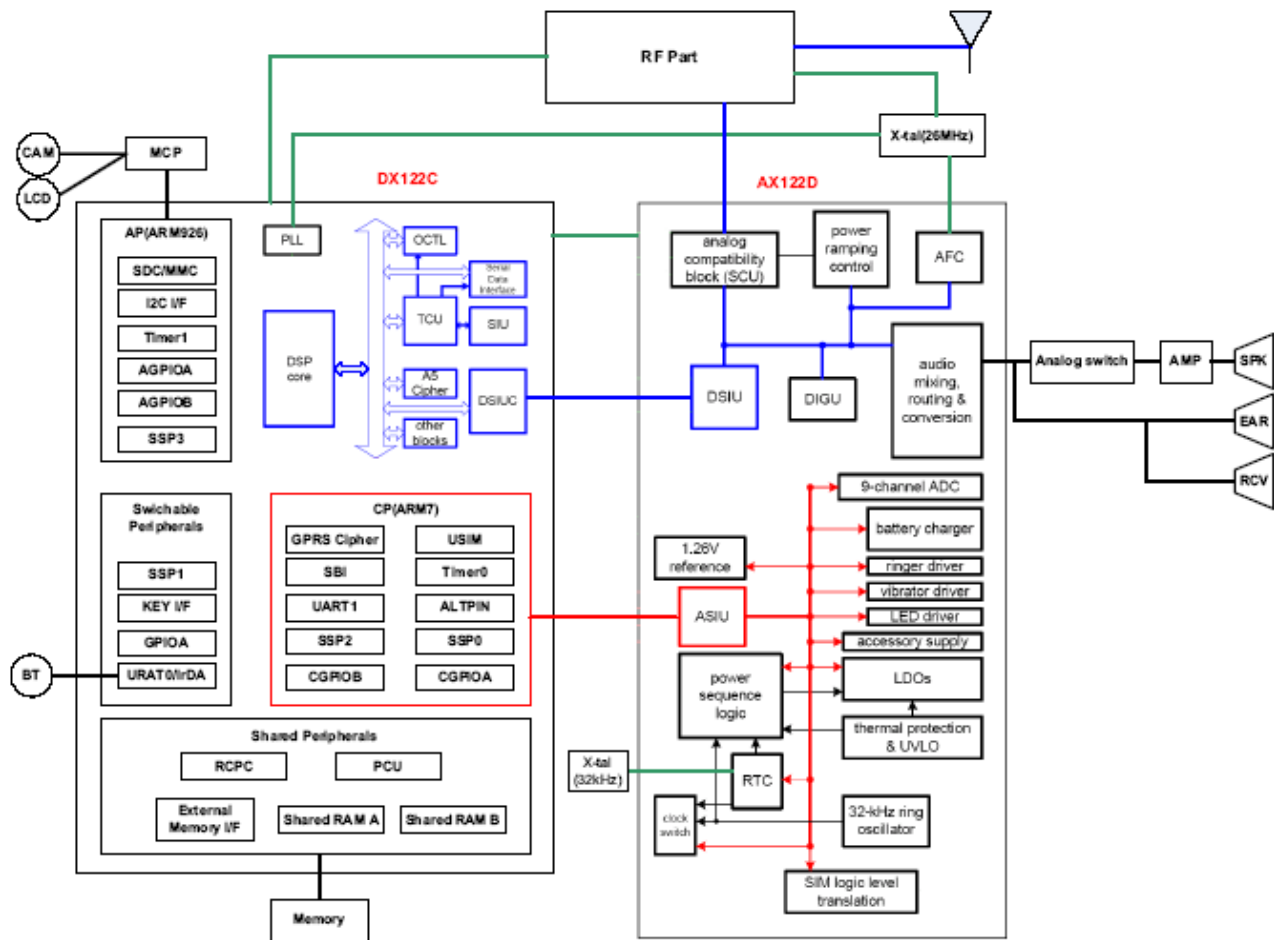 RF Part
X-tal(26MHz)
CAM
LCD
MCP
DX122C
AX122D
AP(ARM926)
SDC/MMC
I2C I/F
Timer1
AGPIOA
AGPIOB
SSP3
PLL
DSP
core
OCTL
Serial
Data
Interface
TCU
SIU
A5
Cipher
DSIUC
other
blocks
analog
compatibility
block (SCU)
power
ramping
control
AFC
DSIU
DIGU
audio
mixing,
routing &
conversion
Analog switch
AMP
SPK
EAR
RCV
Swichable
Peripherals
SSP1
KEY I/F
GPIOA
URAT0/IrDA
BT
CP(ARM7)
GPRS Cipher
USIM
SBI
Timer0
UART1
ALTPIN
SSP2
SSP0
CGPIOB
CGPIOA
1.26V
reference
ASIU
9-channel ADC
battery charger
ringer driver
vibrator driver
LED driver
accessory supply
LDOs
power
sequence
logic
thermal protection
& UVLO
X-tal
(32kHz)
RTC
clock
switch
32-kHz ring
oscillator
SIM logic level
translation
Shared Peripherals
RCPC
PCU
External
Memory I/F
Shared RAM A
Shared RAM B
Memory